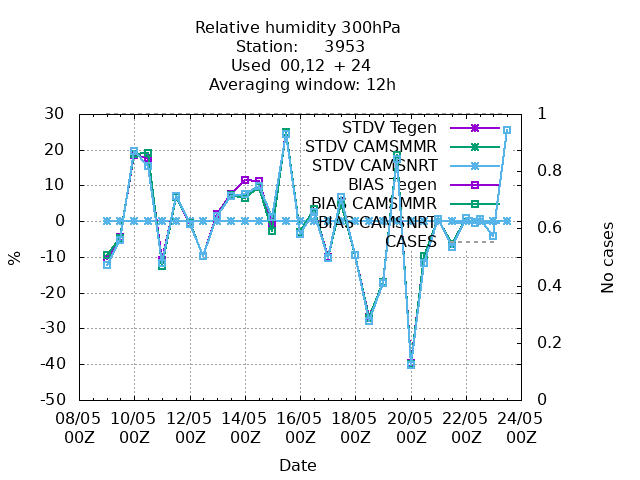 Relative humidity 300hPa
Station: 3953
Used 00,12 + 24
Averaging window: 12h
30
20
10
0
-10
-20
-30
-40
-50
%
1
0.8
0.6
0.4
0.2
0
No cases
STDV Tegen
STDV CAMSMMR
STDV CAMSNRT
BIAS Tegen
BIAS CAMSMMR
BIAS CAMSNRT
CASES
08/05 10/05 12/05 14/05 16/05 18/05 20/05 22/05 24/05
00Z 00Z 00Z 00Z 00Z 00Z 00Z 00Z 00Z
Date